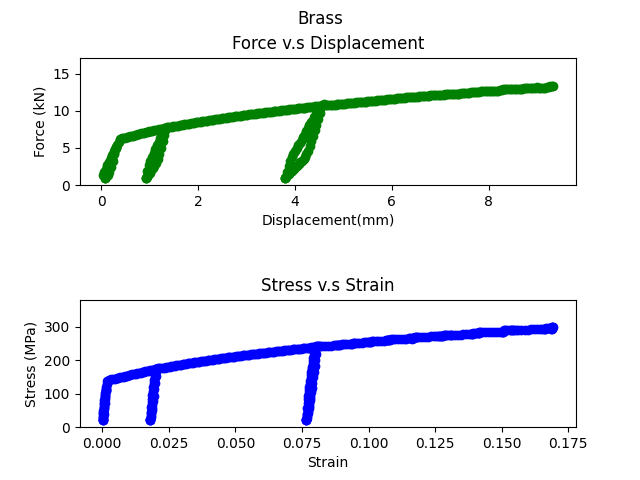 Brass
Force v.s Displacement
Force (kN)
15
10
5
0
0 2 4 6 8
Displacement(mm)
Stress v.s Strain
Stress (MPa)
300
200
100
0
0.000 0.025 0.050 0.075 0.100 0.125 0.150 0.175
Strain